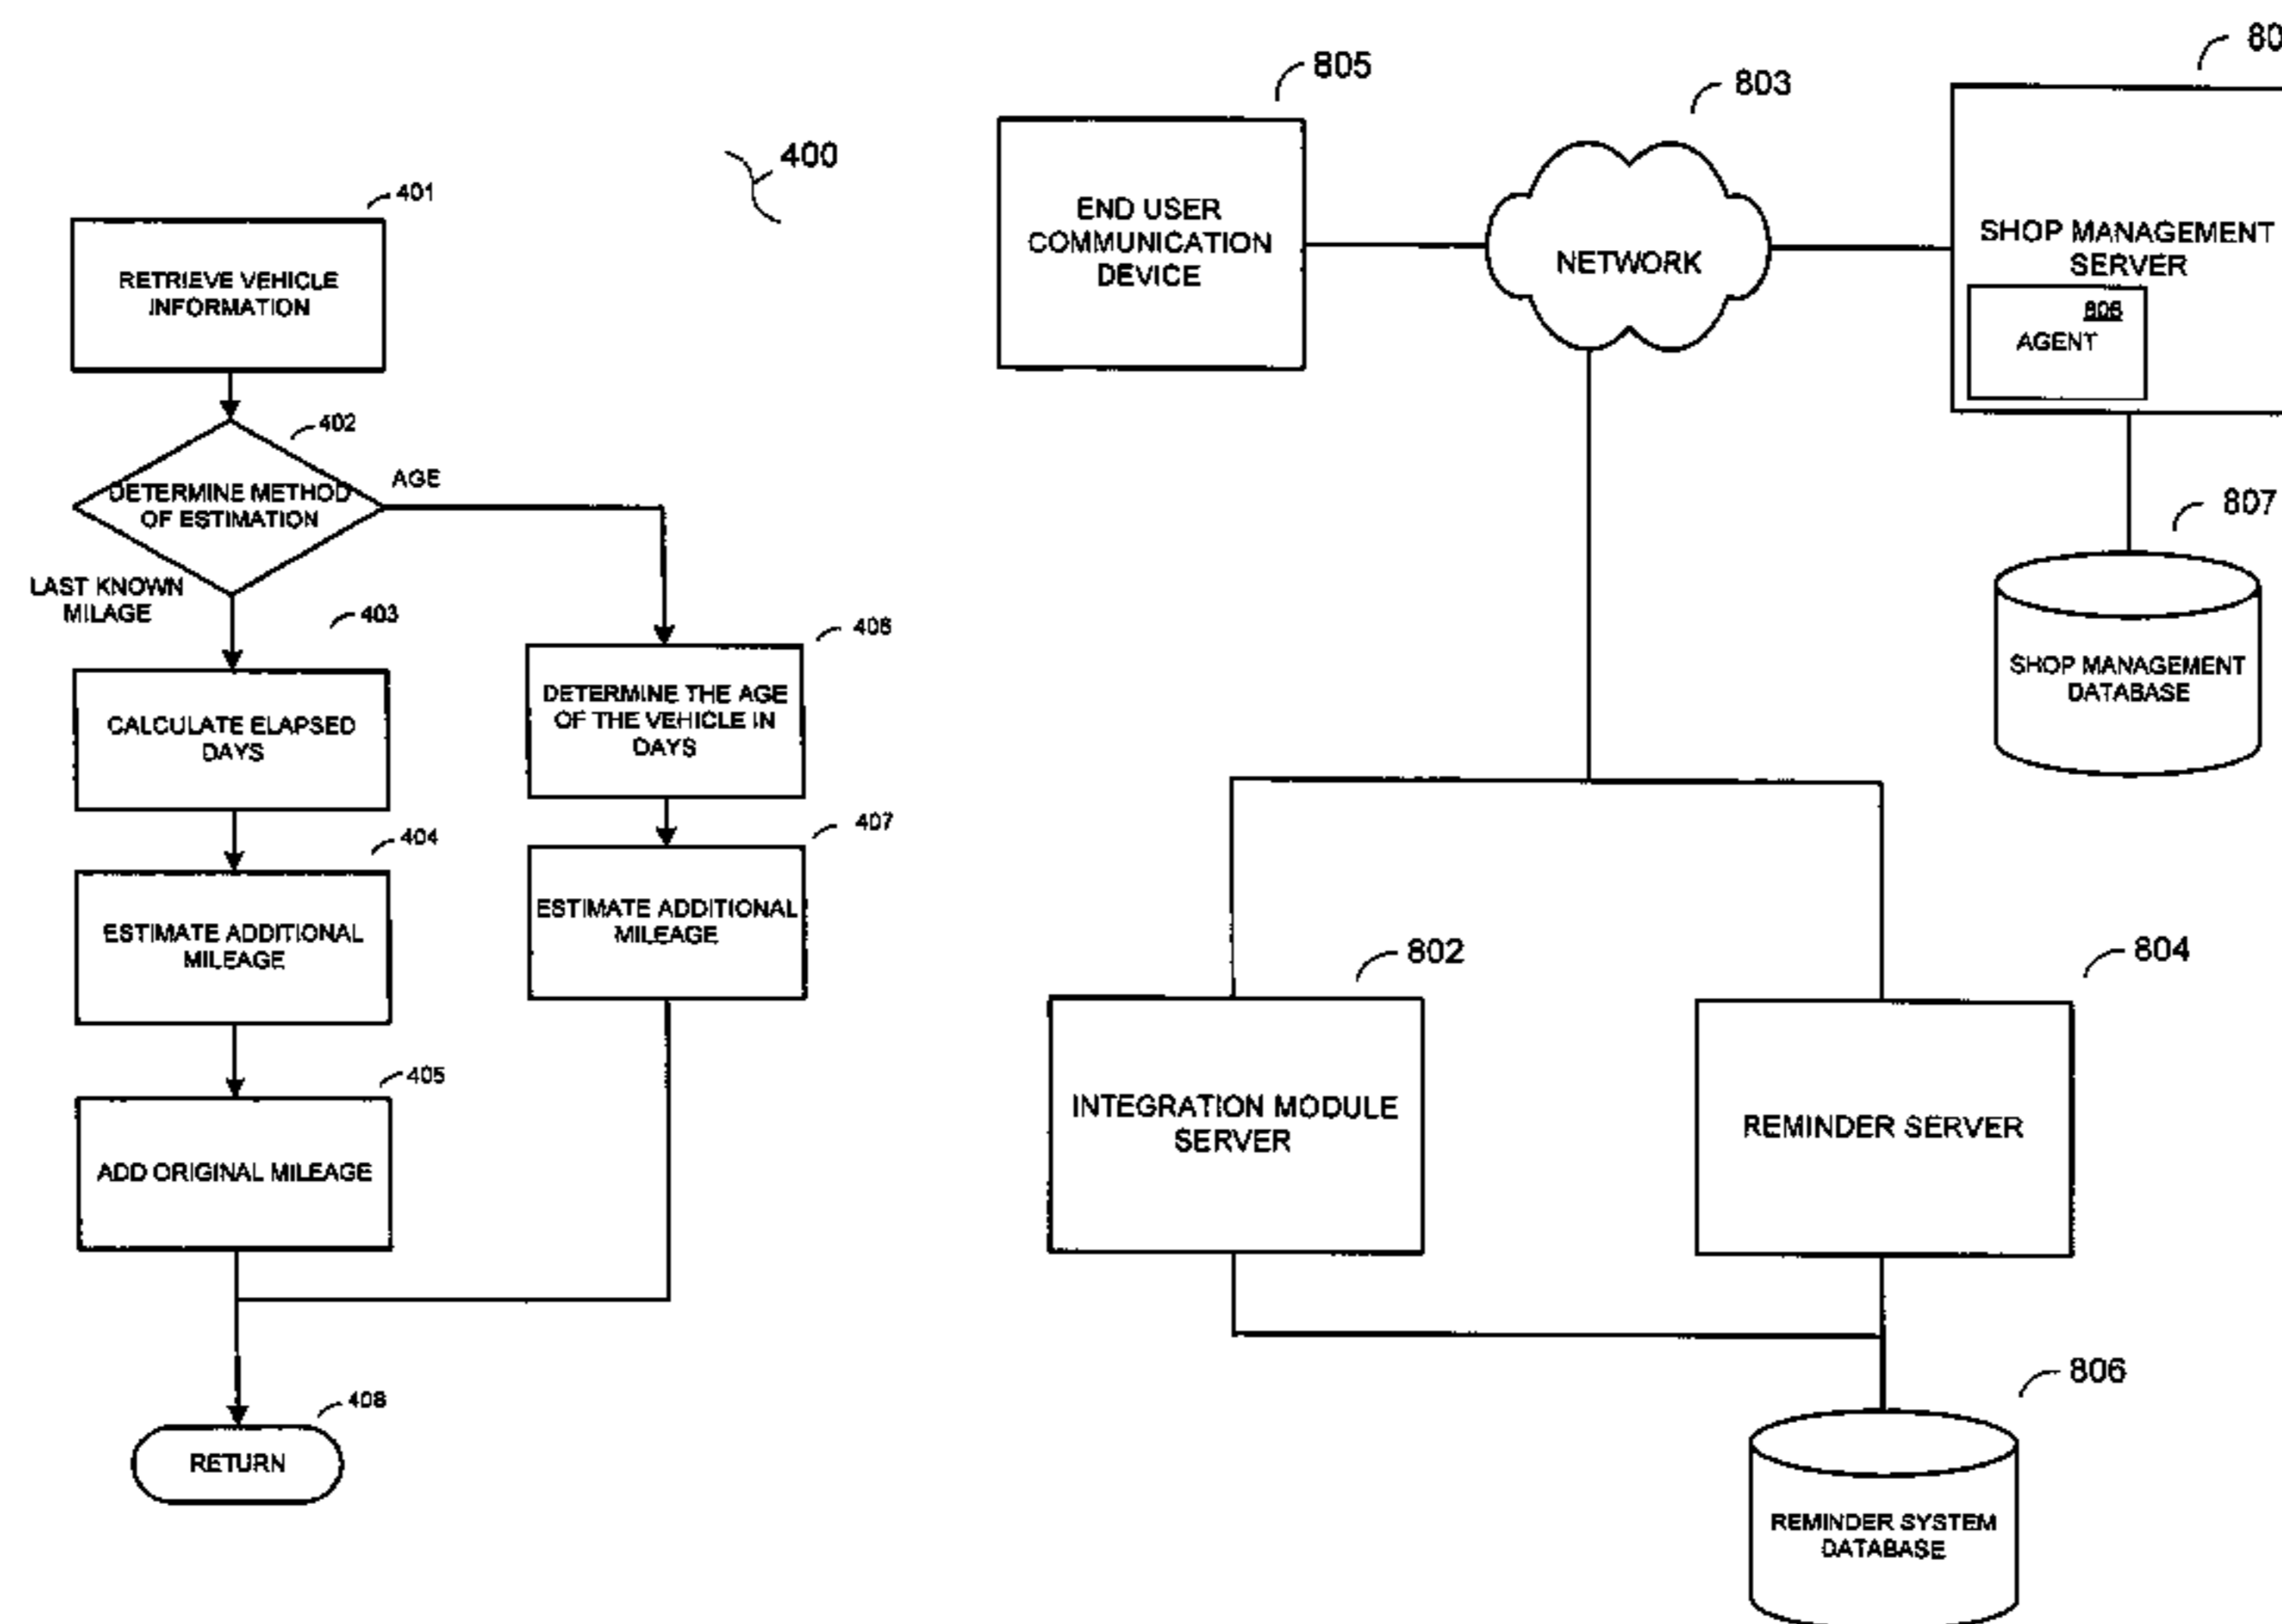 400
401
RETRIEVE VEHICLE
INFORMATION
402
DETERMINE METHOD
OF ESTIMATION
AGE
LAST KNOWN
MILAGE
403
CALCULATE ELAPSED
DAYS
404
ESTIMATE ADDITIONAL
MILEAGE
405
ADD ORIGINAL MILEAGE
406
DETERMINE THE AGE
OF THE VEHICLE IN
DAYS
407
ESTIMATE ADDITIONAL
MILEAGE
408
RETURN
805
END USER
COMMUNICATION
DEVICE
803
NETWORK
SHOP MANAGEMENT
SERVER
AGENT
807
SHOP MANAGEMENT
DATABASE
802
INTEGRATION MODULE
SERVER
804
REMINDER SERVER
806
REMINDER SYSTEM
DATABASE